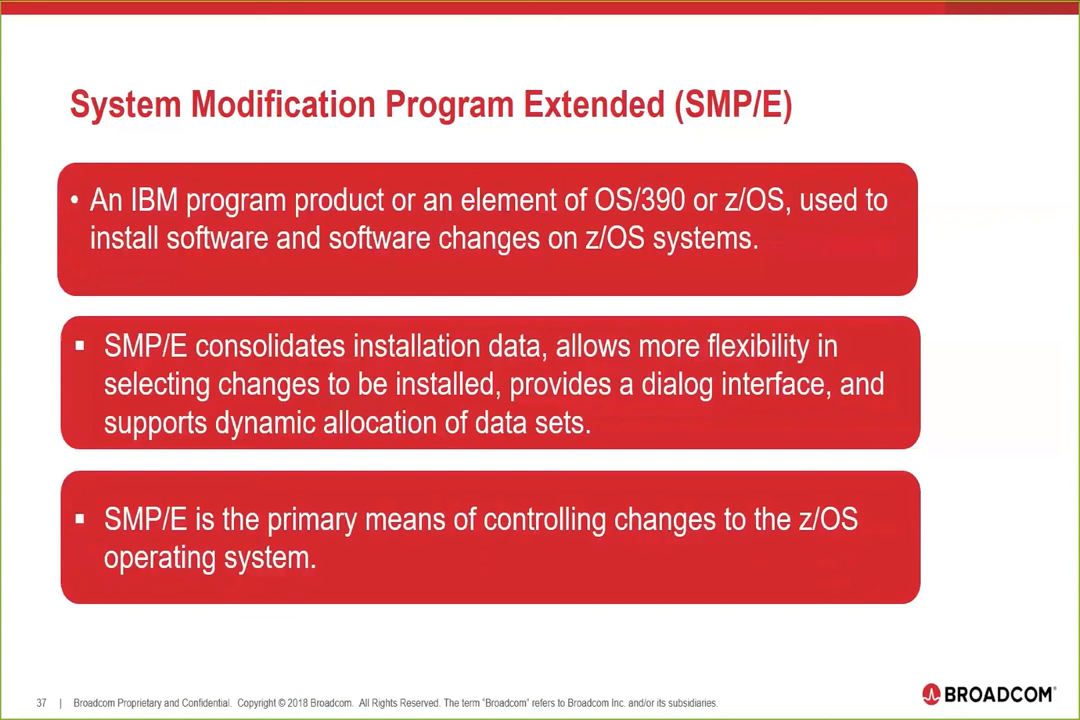 System Modification Program Extended (SMP/E)
• An IBM program product or an element of OS/390 or z/OS, used to
install software and software changes on z/OS systems.
▪ SMP/E consolidates installation data, allows more flexibility in
selecting changes to be installed, provides a dialog interface, and
supports dynamic allocation of data sets.
▪ SMP/E is the primary means of controlling changes to the z/OS
operating system.
37 | Broadcom Proprietary and Confidential. Copyright © 2018 Broadcom. All Rights Reserved. The term "Broadcom" refers to Broadcom Inc. and/or its subsidiaries.
BROADCOM®